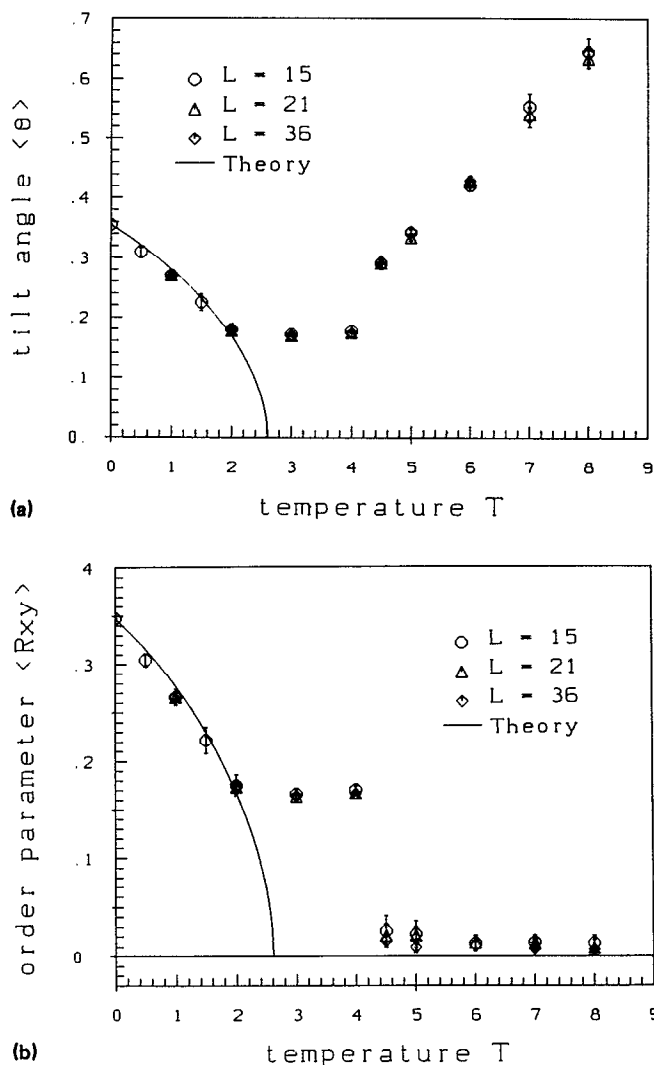 .7
.6
.5
.4
.3
.2
.1
0.
tilt angle <θ>
L = 15
L = 21
L = 36
Theory
0 1 2 3 4 5 6 7 8 9
(a)
temperature T
.4
.3
.2
.1
0
order parameter <Rxy>
L = 15
L = 21
L = 36
Theory
0 1 2 3 4 5 6 7 8 9
(b)
temperature T